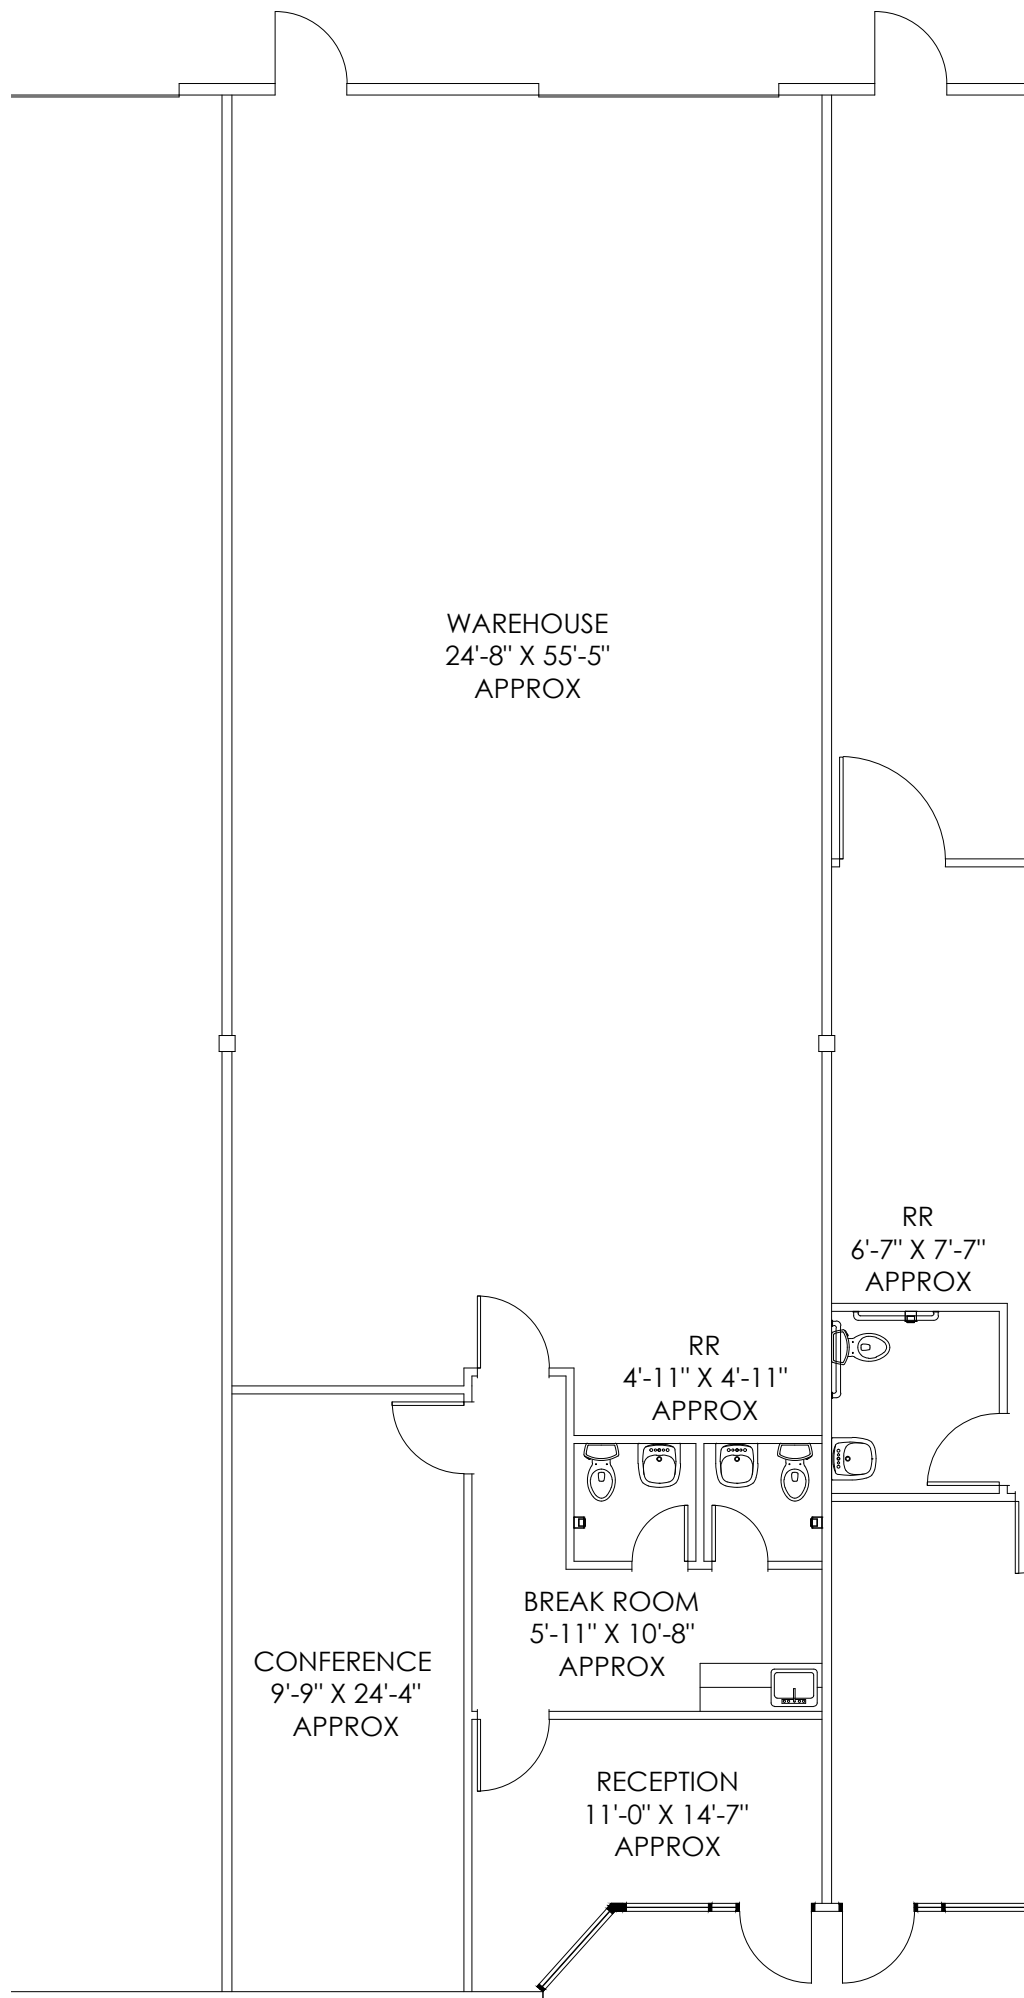 WAREHOUSE
24'-8" X 55'-5"
APPROX
RR
6'-7" X 7'-7"
APPROX
RR
4'-11" X 4'-11"
APPROX
BREAK ROOM
5'-11" X 10'-8"
APPROX
CONFERENCE
9'-9" X 24'-4"
APPROX
RECEPTION
11'-0" X 14'-7"
APPROX